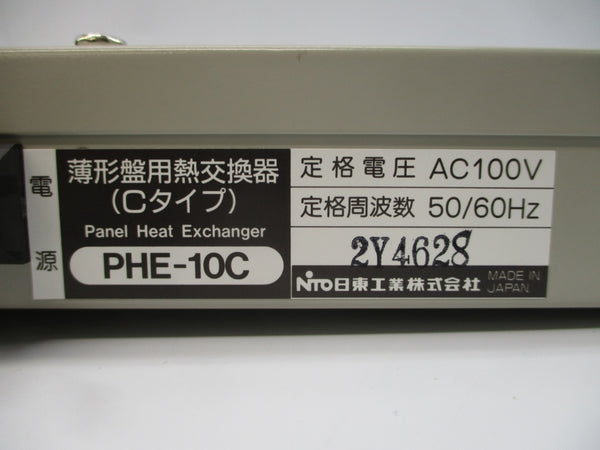 電源
薄形盤用熱交換器
(Cタイプ)
Panel Heat Exchanger
PHE-10C
定格電圧 AC100V
定格周波数 50/60Hz
2Y4628
NITO日東工業株式会社 MADE IN JAPAN